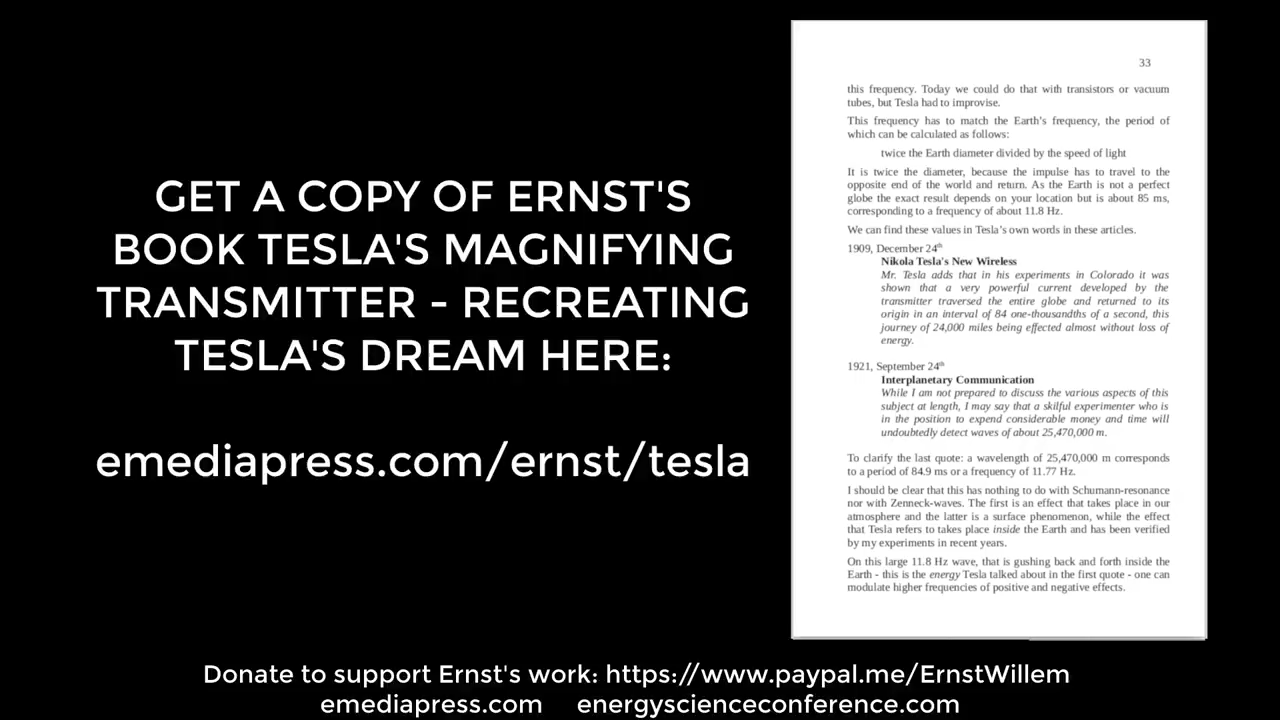 GET A COPY OF ERNST'S
BOOK TESLA'S MAGNIFYING
TRANSMITTER - RECREATING
TESLA'S DREAM HERE:
emediapress.com/ernst/tesla
33
this frequency. Today we could do that with transistors or vacuum
tubes, but Tesla had to improvise.
This frequency has to match the Earth's frequency, the period of
which can be calculated as follows:
twice the Earth diameter divided by the speed of light
It is twice the diameter, because the impulse has to travel to the
opposite end of the world and return. As the Earth is not a perfect
globe the exact result depends on your location but is about 85 ms,
corresponding to a frequency of about 11.8 Hz.
We can find these values in Tesla's own words in these articles.
1909, December 24th
Nikola Tesla's New Wireless
Mr. Tesla adds that in his experiments in Colorado it was
shown that a very powerful current developed by the
transmitter traversed the entire globe and returned to its
origin in an interval of 84 one-thousandths of a second, this
journey of 24,000 miles being effected almost without loss of
energy.
1921, September 24th
Interplanetary Communication
While I am not prepared to discuss the various aspects of this
subject at length, I may say that a skilful experimenter who is
in the position to expend considerable money and time will
undoubtedly detect waves of about 25,470,000 m.
To clarify the last quote: a wavelength of 25,470,000 m corresponds
to a period of 84.9 ms or a frequency of 11.77 Hz.
I should be clear that this has nothing to do with Schumann-resonance
nor with Zenneck-waves. The first is an effect that takes place in our
atmosphere and the latter is a surface phenomenon, while the effect
that Tesla refers to takes place inside the Earth and has been verified
by my experiments in recent years.
On this large 11.8 Hz wave, that is gushing back and forth inside the
Earth - this is the energy Tesla talked about in the first quote - one can
modulate higher frequencies of positive and negative effects.
Donate to support Ernst's work: https://www.paypal.me/ErnstWillem
emediapress.com energyscienceconference.com